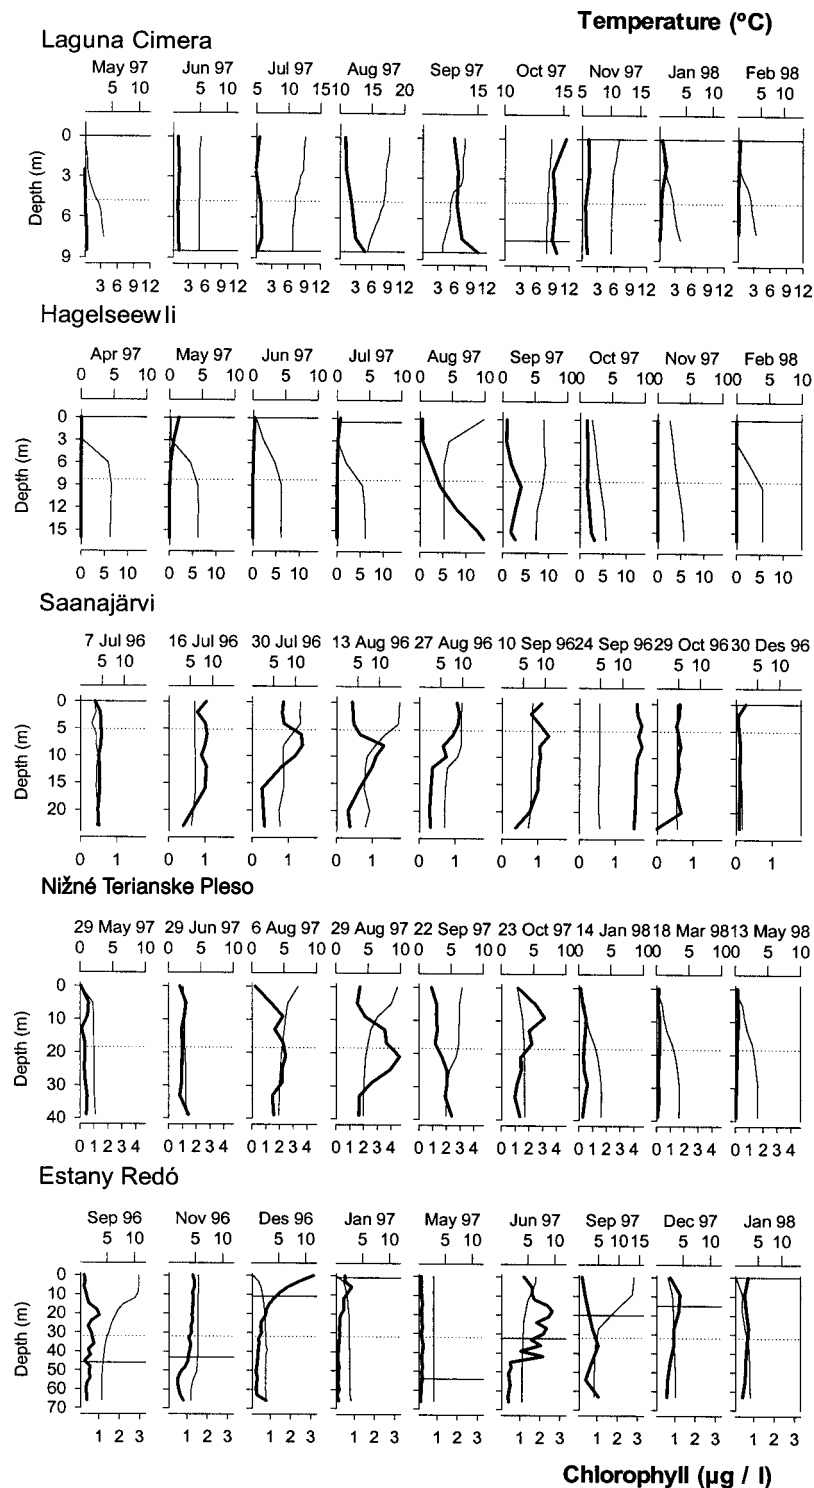 Temperature (ºC)
Laguna Cimera
May 97 Jun 97 Jul 97 Aug 97 Sep 97 Oct 97 Nov 97 Jan 98 Feb 98
5 10 5 10 5 10 15 10 15 20 15 10 15 5 10 15 5 10 5 10
Depth (m)
0
3
6
9
3 6 9 12 3 6 9 12 3 6 9 12 3 6 9 12 3 6 9 12 3 6 9 12 3 6 9 12 3 6 9 12 3 6 9 12
Hagelseewli
Apr 97 May 97 Jun 97 Jul 97 Aug 97 Sep 97 Oct 97 Nov 97 Feb 98
0 5 10 0 5 10 0 5 10 0 5 10 0 5 10 0 5 10 0 5 10 0 5 10 0 5 10
Depth (m)
0
3
6
9
12
15
0 5 10 0 5 10 0 5 10 0 5 10 0 5 10 0 5 10 0 5 10 0 5 10 0 5 10
Saanajärvi
7 Jul 96 16 Jul 96 30 Jul 96 13 Aug 96 27 Aug 96 10 Sep 96 24 Sep 96 29 Oct 96 30 Des 96
5 10 5 10 5 10 5 10 5 10 5 10 5 10 5 10 5 10
Depth (m)
0
5
10
15
20
0 1 0 1 0 1 0 1 0 1 0 1 0 1 0 1 0 1
Nižné Terianske Pleso
29 May 97 29 Jun 97 6 Aug 97 29 Aug 97 22 Sep 97 23 Oct 97 14 Jan 98 18 Mar 98 13 May 98
0 5 10 0 5 10 0 5 10 0 5 10 0 5 10 0 5 10 0 5 10 0 5 10 0 5 10
Depth (m)
0
10
20
30
40
0 1 2 3 4 0 1 2 3 4 0 1 2 3 4 0 1 2 3 4 0 1 2 3 4 0 1 2 3 4 0 1 2 3 4 0 1 2 3 4 0 1 2 3 4
Estany Redó
Sep 96 Nov 96 Des 96 Jan 97 May 97 Jun 97 Sep 97 Dec 97 Jan 98
5 10 5 10 5 10 5 10 5 10 5 10 5 10 15 5 10 5 10
Depth (m)
0
10
20
30
40
50
60
70
1 2 3 1 2 3 1 2 3 1 2 3 1 2 3 1 2 3 1 2 3 1 2 3 1 2 3
Chlorophyll (µg / l)